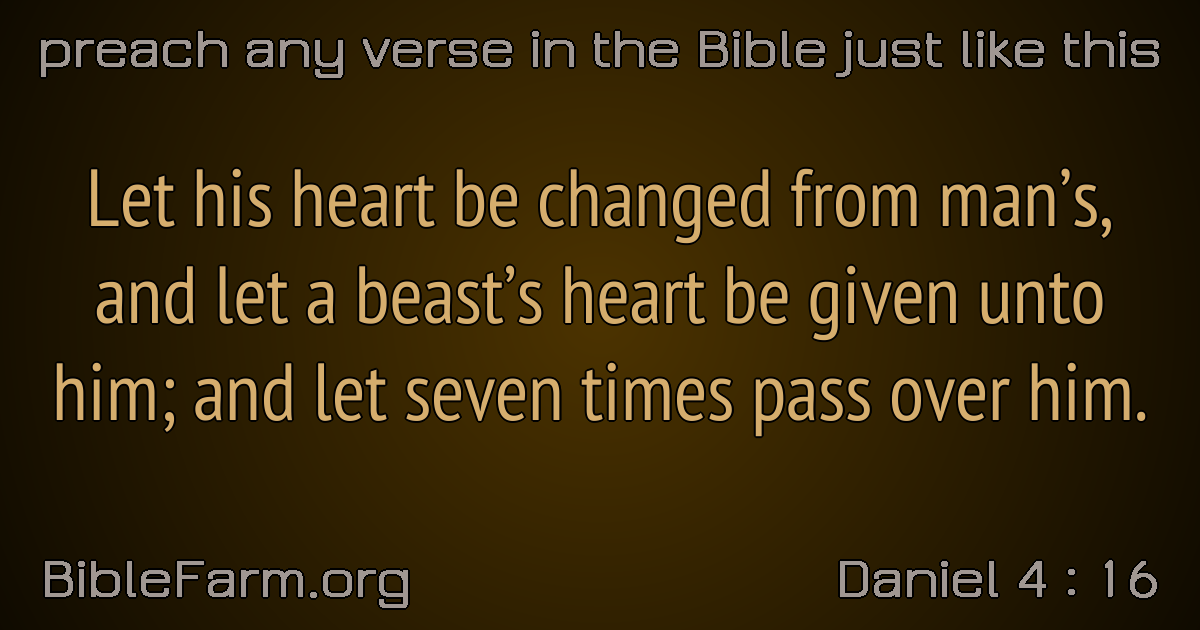 preach any verse in the Bible just like this
Let his heart be changed from man’s,
and let a beast’s heart be given unto
him; and let seven times pass over him.
BibleFarm.org
Daniel 4 : 16